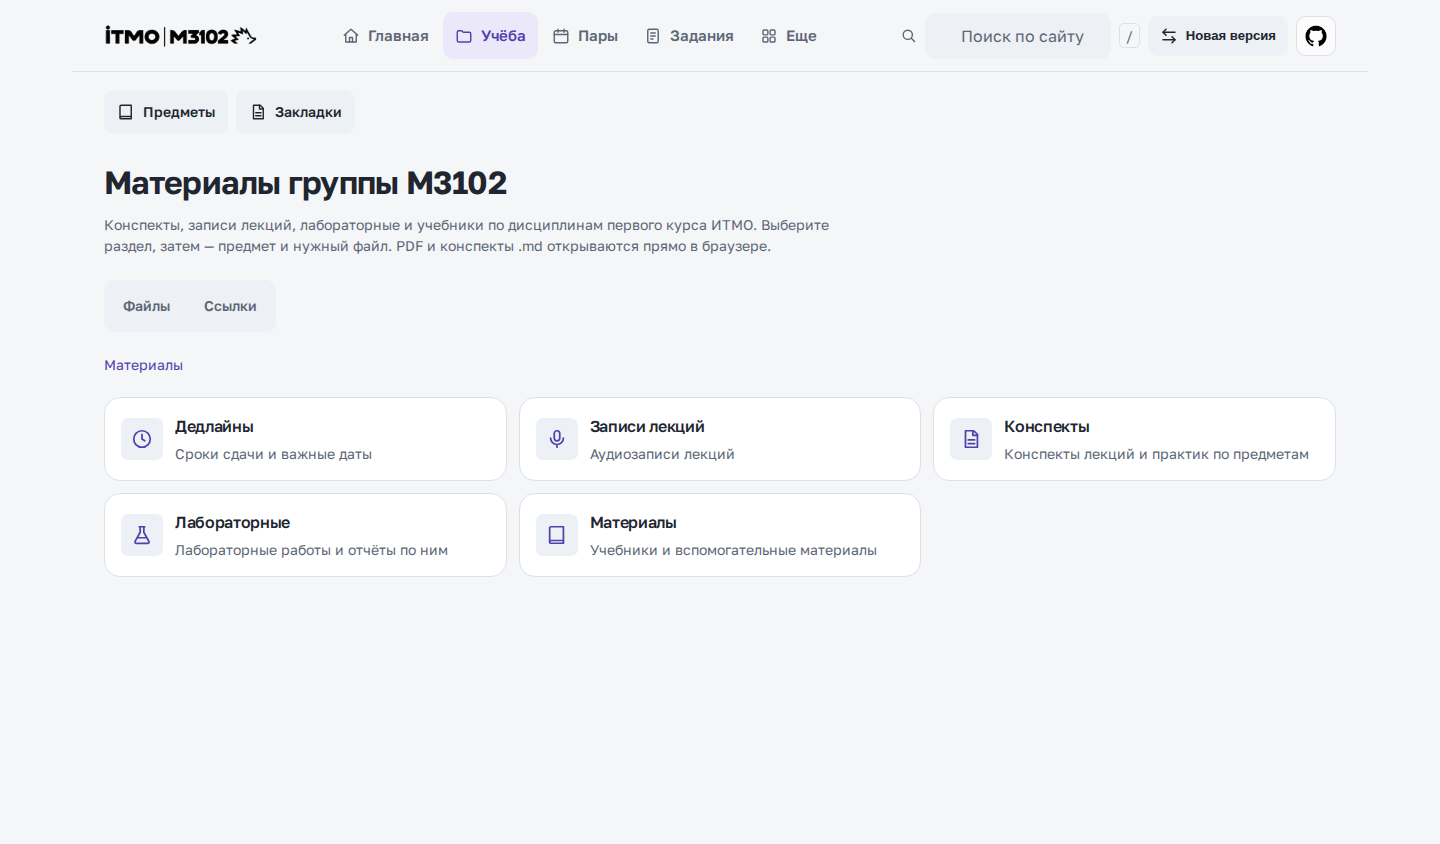 iTMO | M3102
Главная
Учёба
Пары
Задания
Еще
Поиск по сайту
/
Новая версия
Предметы
Закладки
Материалы группы М3102
Конспекты, записи лекций, лабораторные и учебники по дисциплинам первого курса ИТМО. Выберите
раздел, затем — предмет и нужный файл. PDF и конспекты .md открываются прямо в браузере.
Файлы
Ссылки
Материалы
Дедлайны
Сроки сдачи и важные даты
Записи лекций
Аудиозаписи лекций
Конспекты
Конспекты лекций и практик по предметам
Лабораторные
Лабораторные работы и отчёты по ним
Материалы
Учебники и вспомогательные материалы